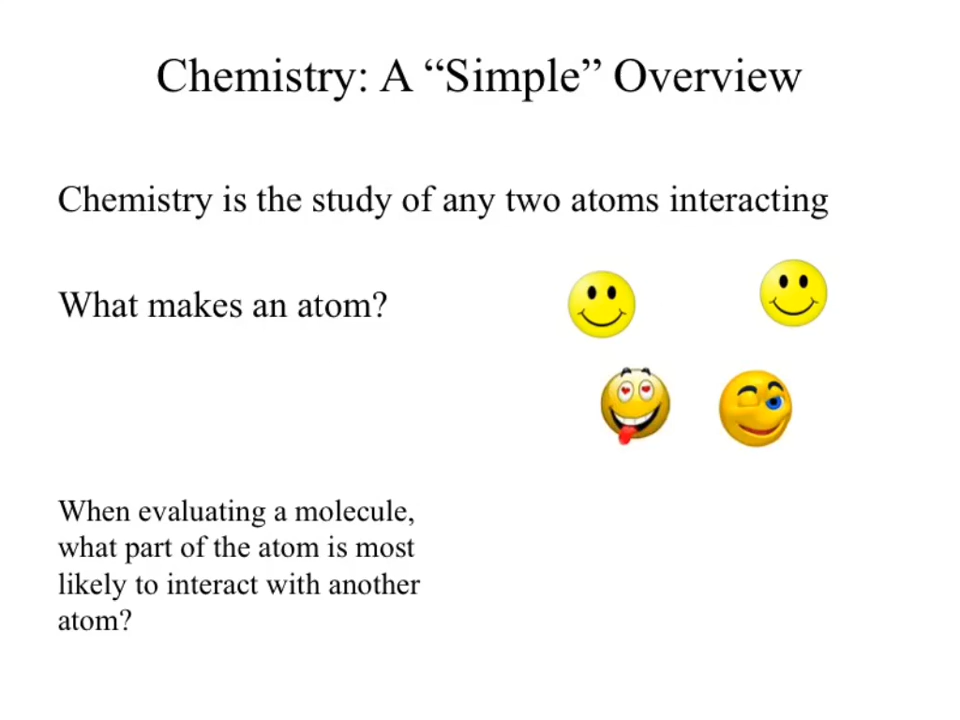 Chemistry: A “Simple” Overview
Chemistry is the study of any two atoms interacting
What makes an atom?
When evaluating a molecule,
what part of the atom is most
likely to interact with another
atom?